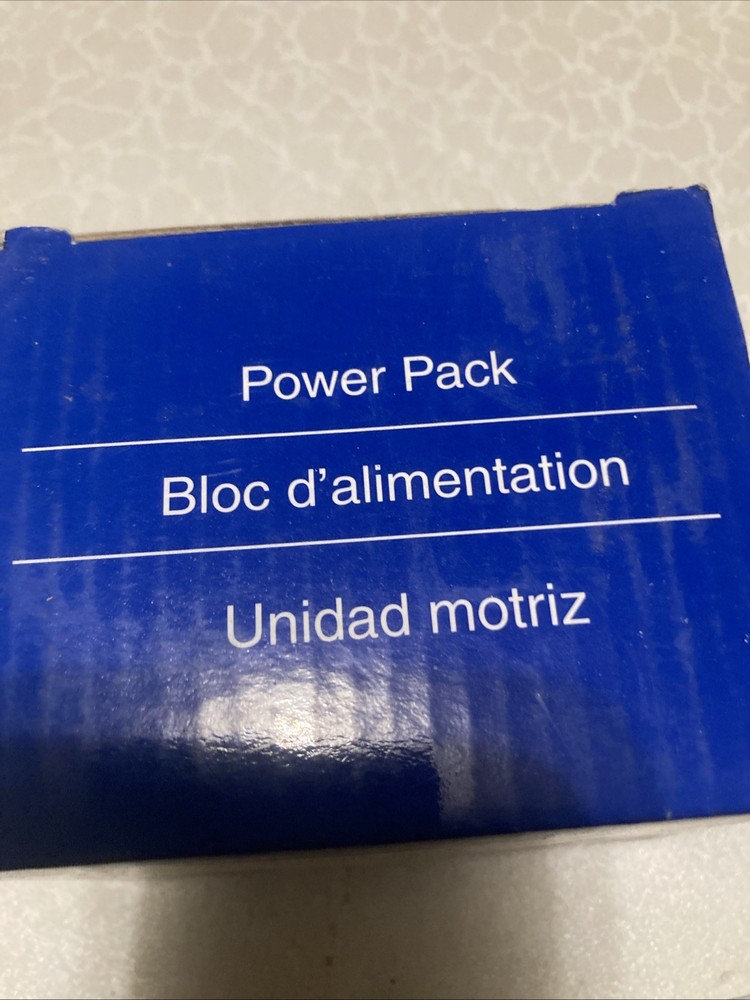 Power Pack
Bloc d’alimentation
Unidad motriz